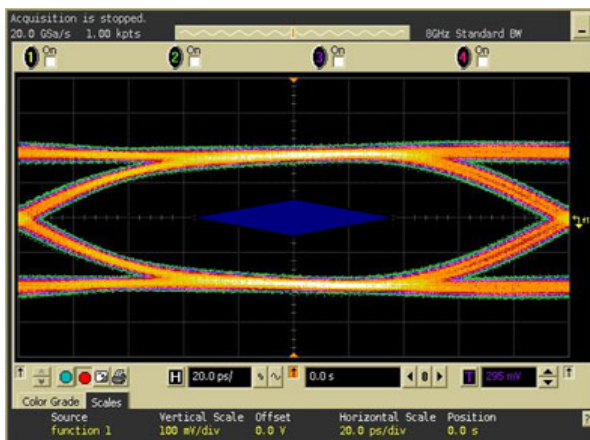 Acquisition is stopped.
20.0 GSa/s 1.00 kpts
8GHz Standard BW
1 On 2 On 3 On 4 On
H 20.0 ps/ 0.0 s 0 T 295 mV
Color Grade Scales
Source Vertical Scale Offset Horizontal Scale Position
function 1 100 mV/div 0.0 V 20.0 ps/div 0.0 s
?